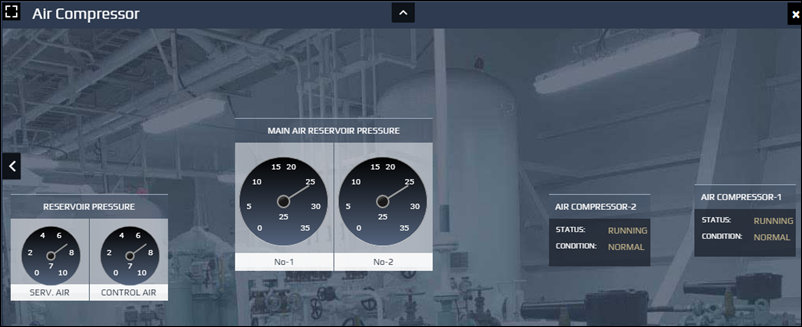 Air Compressor
MAIN AIR RESERVOIR PRESSURE
0 5 10 15 20 25 30 35
25
No-1
0 5 10 15 20 25 30 35
25
No-2
RESERVOIR PRESSURE
0 2 4 6 8 10
7
SERV. AIR
0 2 4 6 8 10
7
CONTROL AIR
AIR COMPRESSOR-2
STATUS: RUNNING
CONDITION: NORMAL
AIR COMPRESSOR-1
STATUS: RUNNING
CONDITION: NORMAL